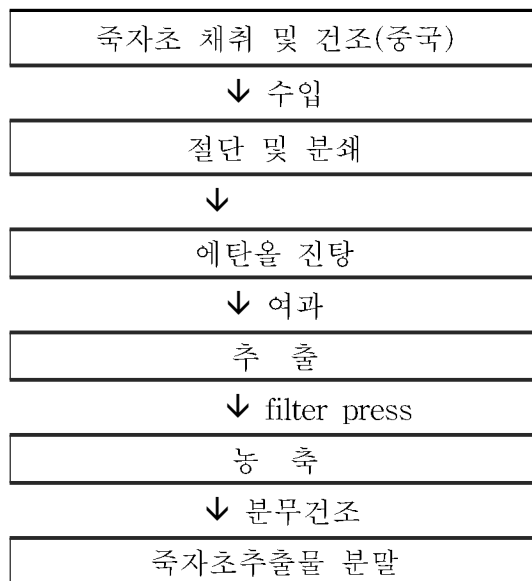 죽자초 채취 및 건조(중국)
↓ 수입
절단 및 분쇄
↓
에탄올 진탕
↓ 여과
추 출
↓ filter press
농 축
↓ 분무건조
죽자초추출물 분말